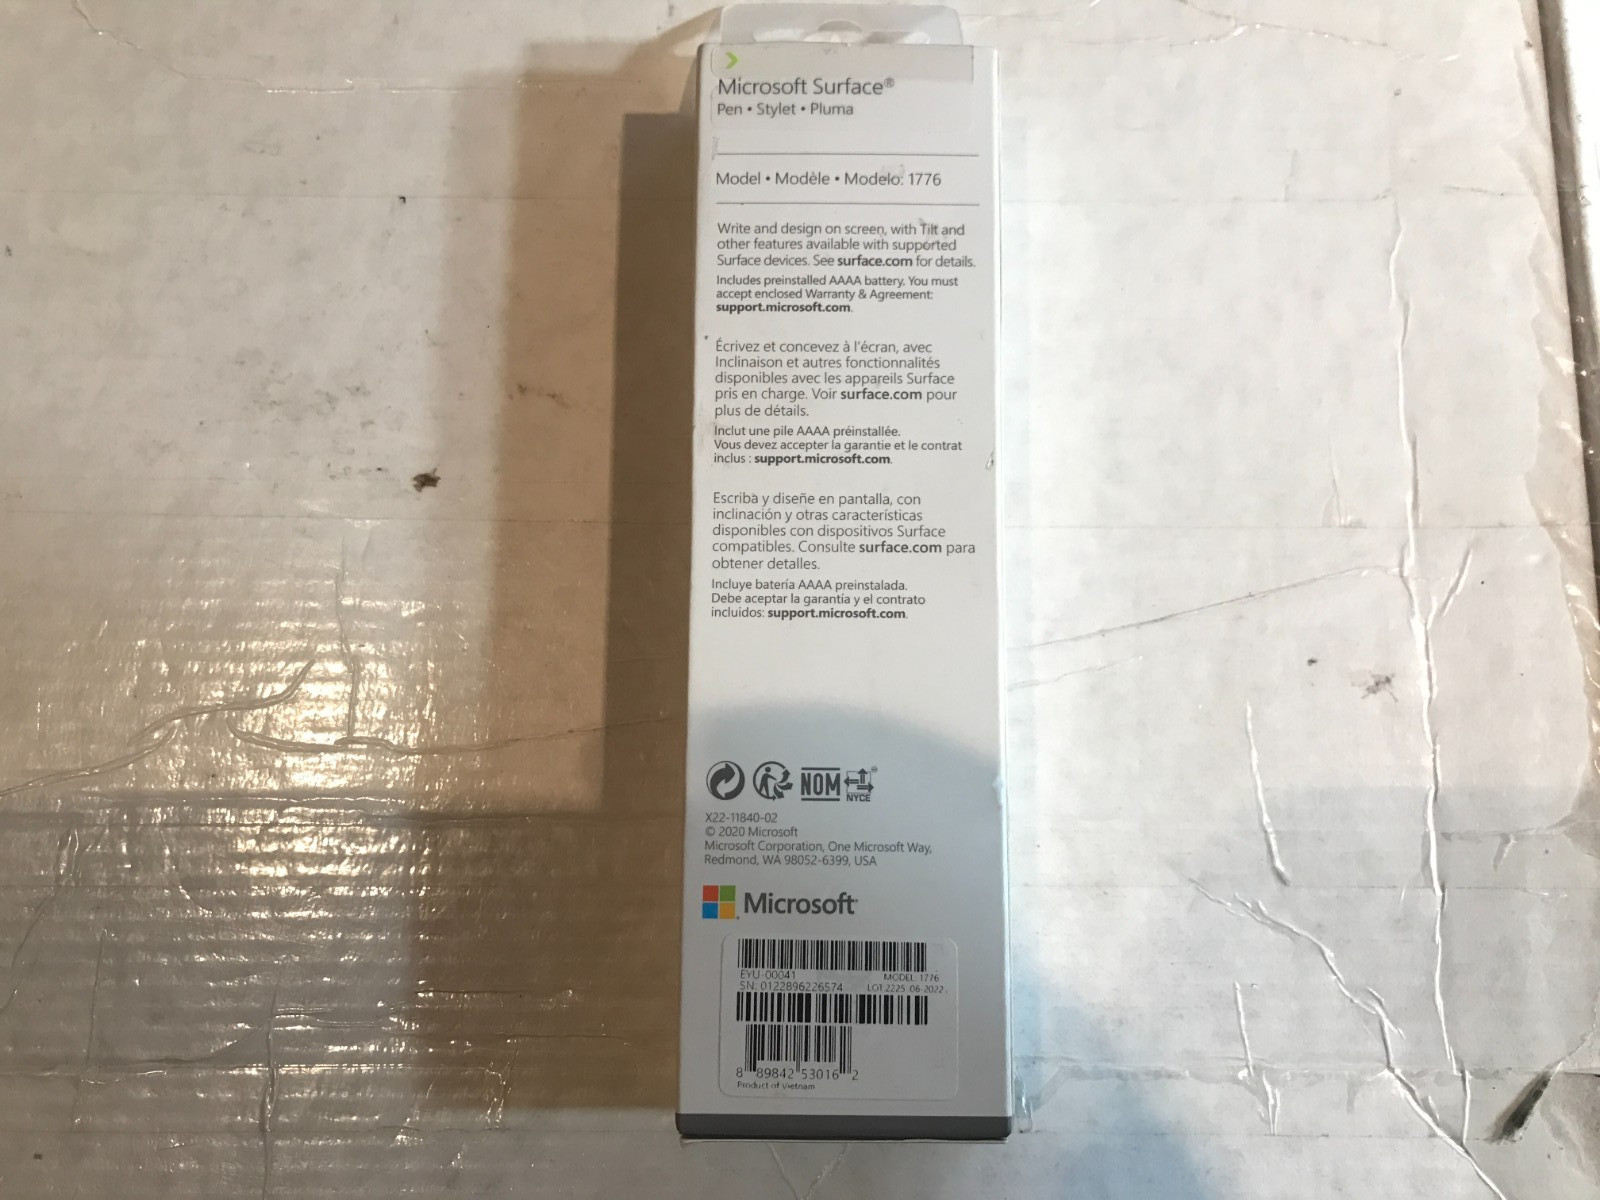 Microsoft Surface®
Pen • Stylet • Pluma
Model • Modèle • Modelo: 1776
Write and design on screen, with Tilt and
other features available with supported
Surface devices. See surface.com for details.
Includes preinstalled AAAA battery. You must
accept enclosed Warranty & Agreement:
support.microsoft.com.
Écrivez et concevez à l'écran, avec
Inclinaison et autres fonctionnalités
disponibles avec les appareils Surface
pris en charge. Voir surface.com pour
plus de détails.
Inclut une pile AAAA préinstallée.
Vous devez accepter la garantie et le contrat
inclus : support.microsoft.com.
Escriba y diseñe en pantalla, con
inclinación y otras características
disponibles con dispositivos Surface
compatibles. Consulte surface.com para
obtener detalles.
Incluye batería AAAA preinstalada.
Debe aceptar la garantía y el contrato
incluidos: support.microsoft.com.
NOM NYCE
X22-11840-02
© 2020 Microsoft
Microsoft Corporation, One Microsoft Way,
Redmond, WA 98052-6399, USA
Microsoft
EYU-00041 MODEL: 1776
SN: 0122896226574 LOT:2225 06-2022
8 89842 53016 2
Product of Vietnam